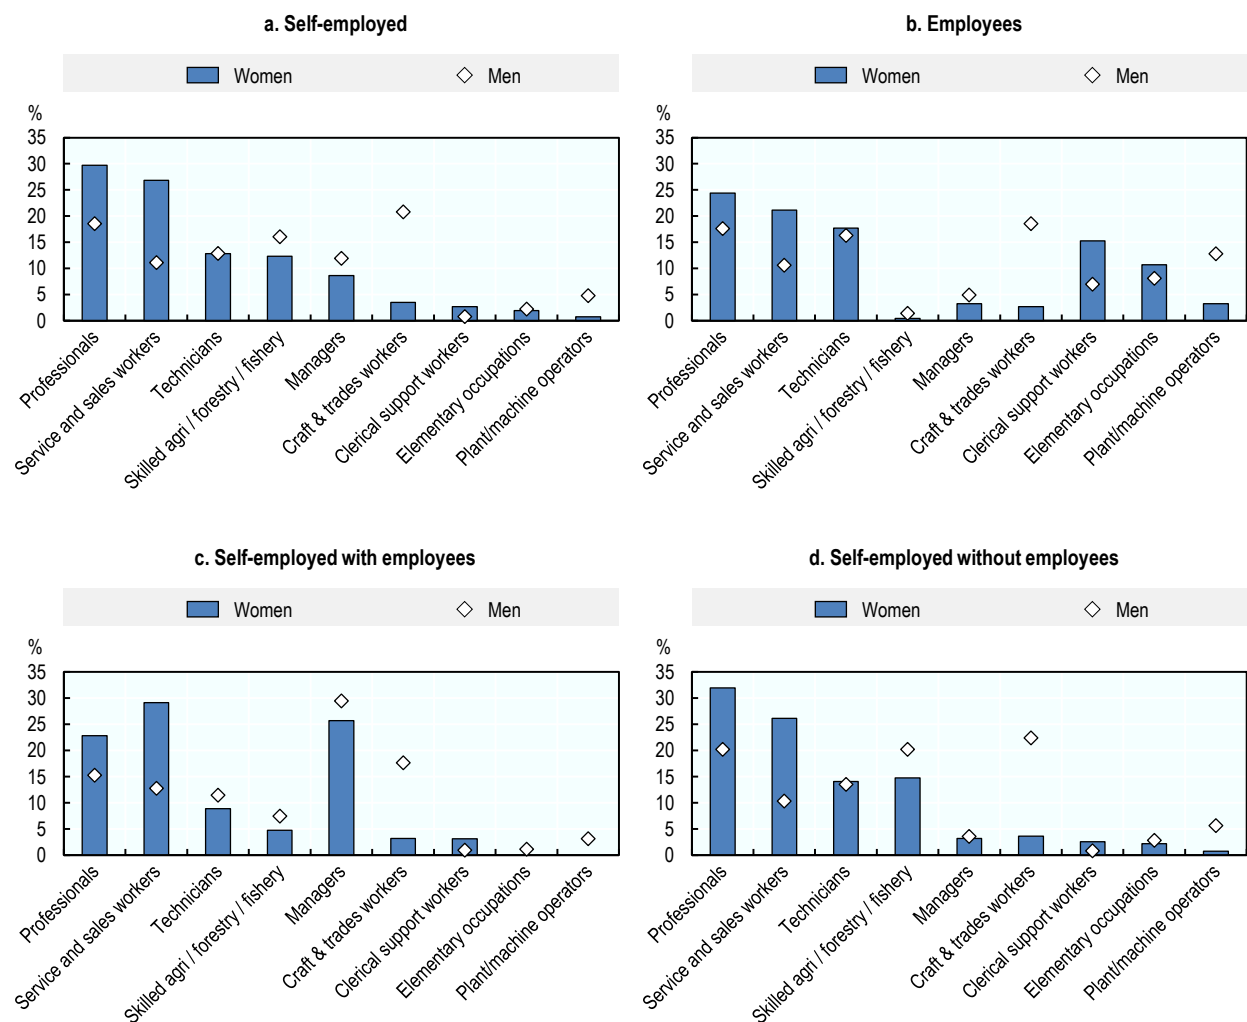 a. Self-employed
Women
Men
%
35
30
25
20
15
10
5
0
Professionals
Service and sales workers
Technicians
Skilled agri / forestry / fishery
Managers
Craft & trades workers
Clerical support workers
Elementary occupations
Plant/machine operators
b. Employees
Women
Men
35
30
25
20
15
10
5
0
Professionals
Service and sales workers
Technicians
Skilled agri / forestry / fishery
Managers
Craft & trades workers
Clerical support workers
Elementary occupations
Plant/machine operators
%
c. Self-employed with employees
Women
Men
%
35
30
25
20
15
10
5
0
Professionals
Service and sales workers
Technicians
Skilled agri / forestry / fishery
Managers
Craft & trades workers
Clerical support workers
Elementary occupations
Plant/machine operators
d. Self-employed without employees
Women
Men
%
35
30
25
20
15
10
5
0
Professionals
Service and sales workers
Technicians
Skilled agri / forestry / fishery
Managers
Craft & trades workers
Clerical support workers
Elementary occupations
Plant/machine operators